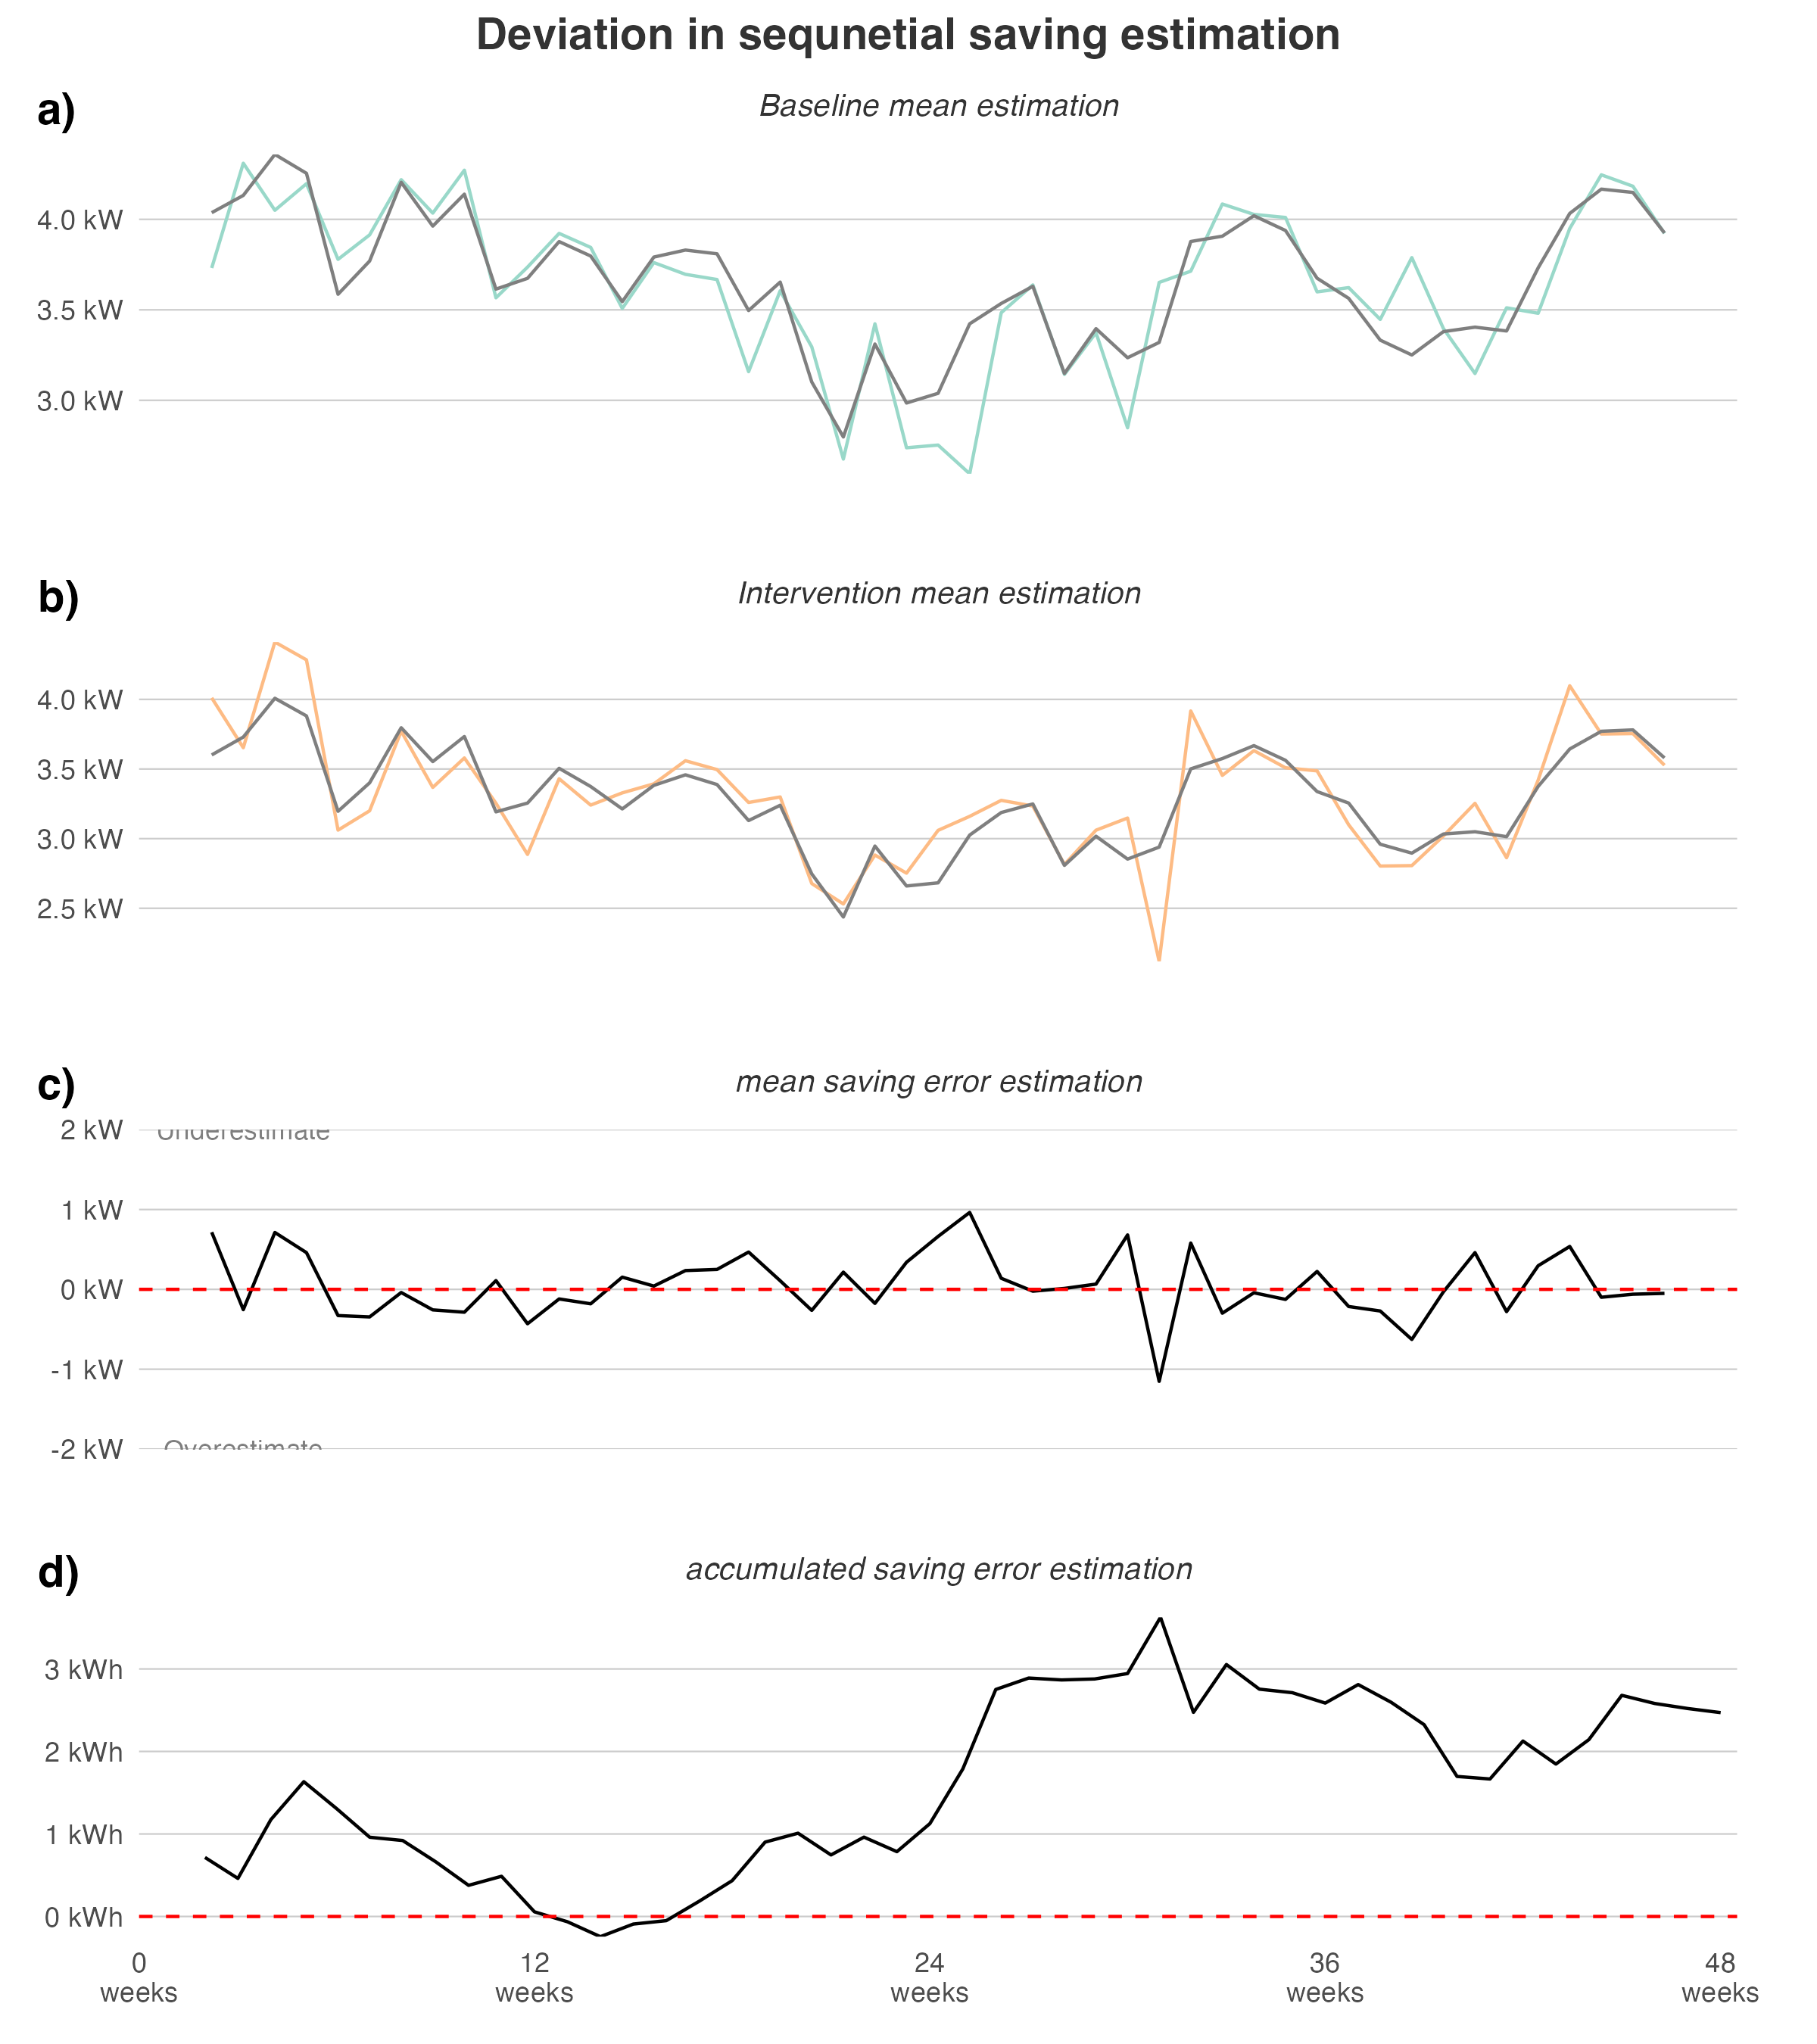 Deviation in sequnetial saving estimation
a)
Baseline mean estimation
4.0 kW
3.5 kW
3.0 kW
b)
Intervention mean estimation
4.0 kW
3.5 kW
3.0 kW
2.5 kW
c)
mean saving error estimation
2 kW
Underestimate
1 kW
0 kW
-1 kW
-2 kW
Overestimate
d)
accumulated saving error estimation
3 kWh
2 kWh
1 kWh
0 kWh
0 12 24 36 48
weeks weeks weeks weeks weeks